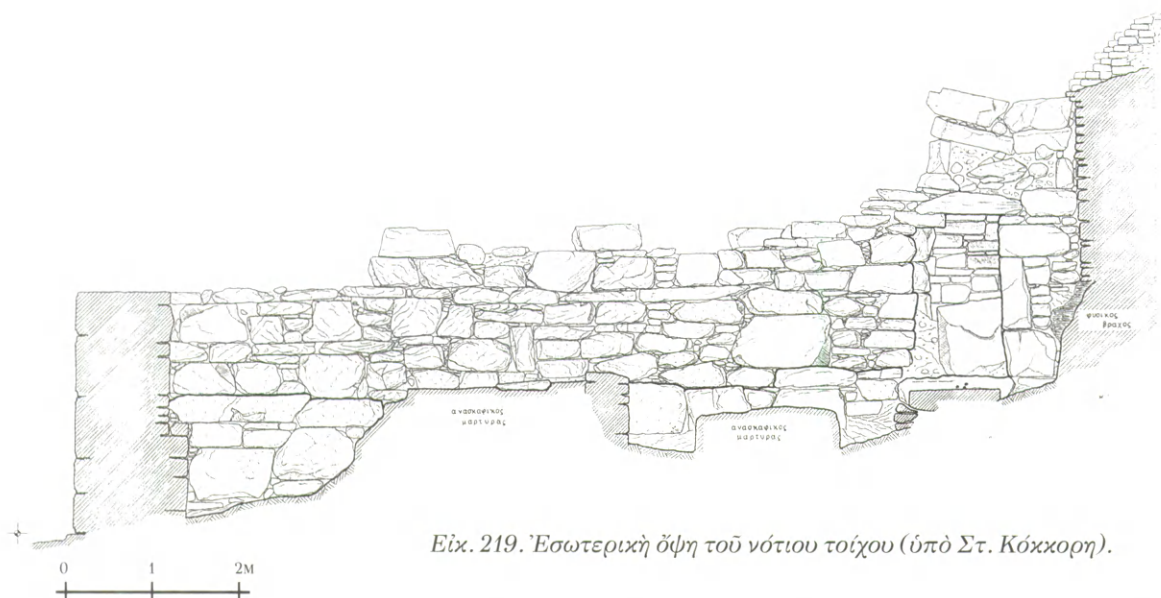 φυσικος
βραχος
ανασκαφικος
μαρτυρας
ανασκαφικος
μαρτυρας
Εἰκ. 219. Ἐσωτερικὴ ὄψη τοῦ νότιου τοίχου (ὑπὸ Στ. Κόκκορη).
0 1 2Μ